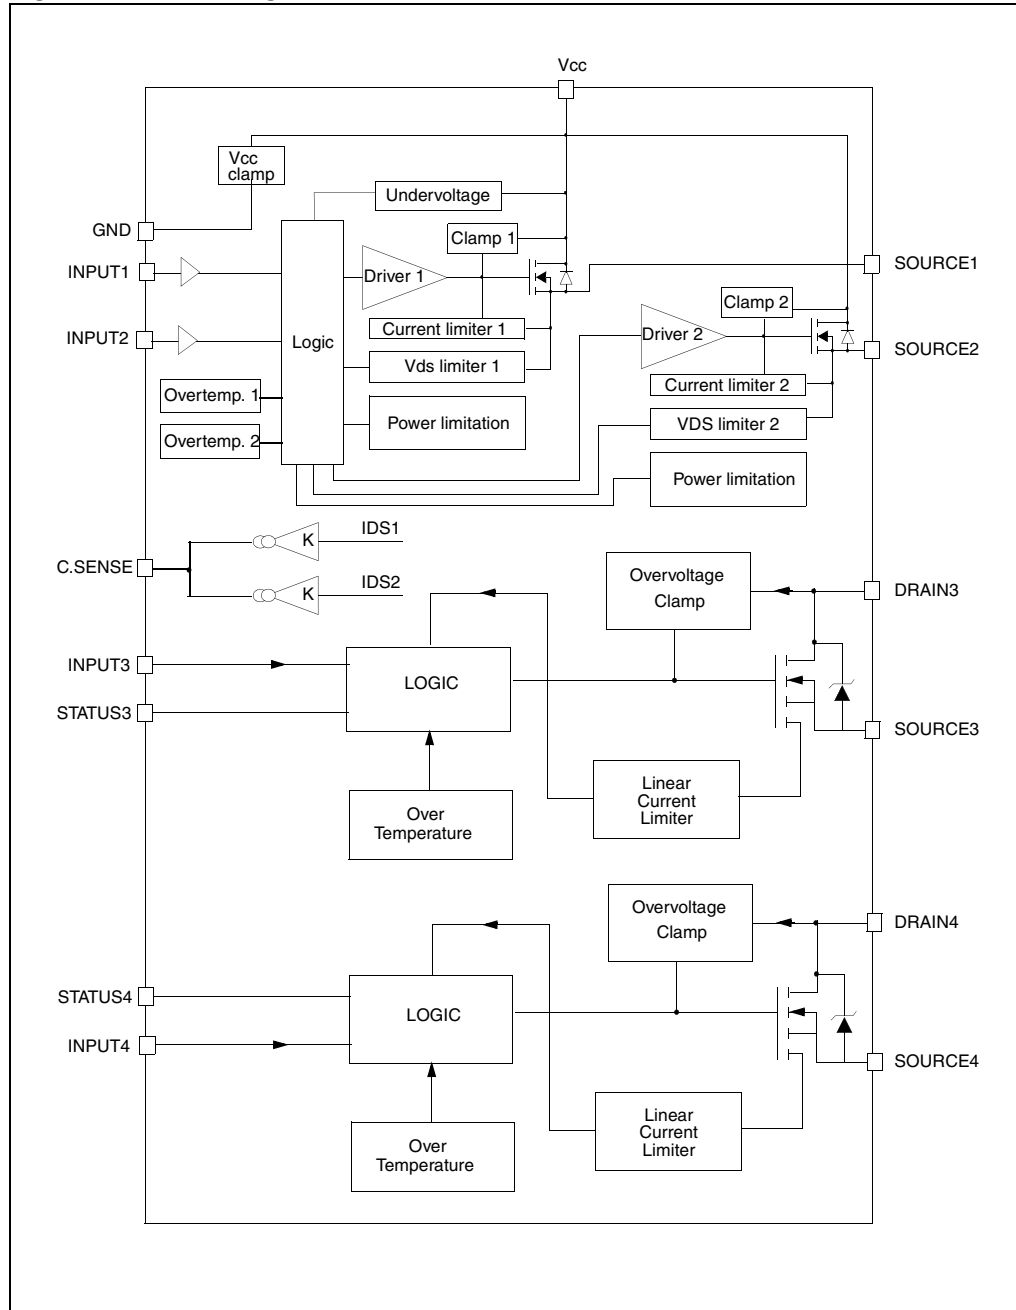 Vcc
Vcc
clamp
Undervoltage
GND
Clamp 1
INPUT1
Driver 1
SOURCE1
Clamp 2
Current limiter 1
INPUT2
Logic
Driver 2
SOURCE2
Vds limiter 1
Current limiter 2
Overtemp. 1
Power limitation
VDS limiter 2
Overtemp. 2
Power limitation
IDS1
K
C.SENSE
IDS2
K
Overvoltage
Clamp
DRAIN3
INPUT3
LOGIC
STATUS3
SOURCE3
Linear
Current
Limiter
Over
Temperature
Overvoltage
Clamp
DRAIN4
STATUS4
LOGIC
INPUT4
SOURCE4
Linear
Current
Limiter
Over
Temperature